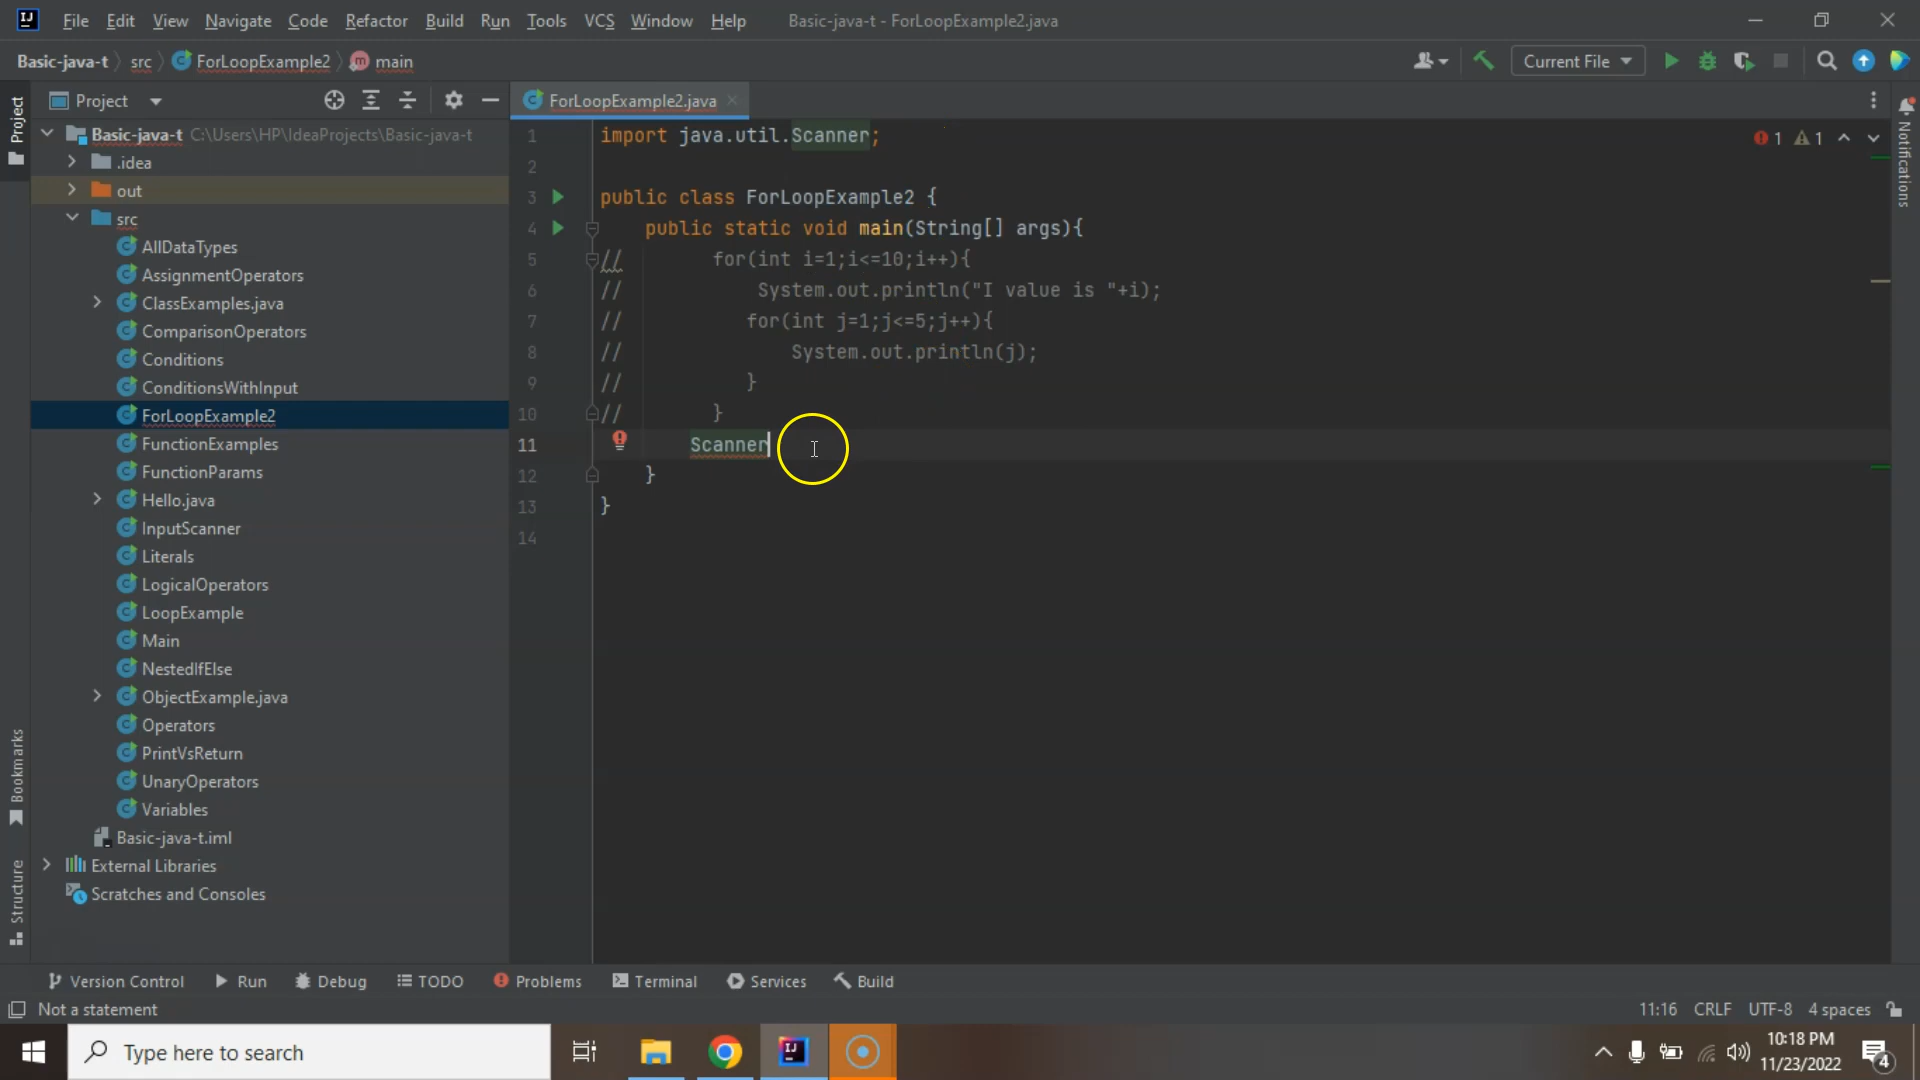 File Edit View Navigate Code Refactor Build Run Tools VCS Window Help Basic-java-t - ForLoopExample2.java
Basic-java-t src ForLoopExample2 main Current File
Project ForLoopExample2.java
Project
Basic-java-t C:\Users\HP\IdeaProjects\Basic-java-t
.idea
out
src
AllDataTypes
AssignmentOperators
ClassExamples.java
ComparisonOperators
Conditions
ConditionsWithInput
ForLoopExample2
FunctionExamples
FunctionParams
Hello.java
InputScanner
Literals
LogicalOperators
LoopExample
Main
NestedIfElse
ObjectExample.java
Operators
PrintVsReturn
UnaryOperators
Variables
Basic-java-t.iml
External Libraries
Scratches and Consoles
Bookmarks
Structure
1 import java.util.Scanner;
2
3 public class ForLoopExample2 {
4 public static void main(String[] args){
5 // for(int i=1;i<=10;i++){
6 // System.out.println("I value is "+i);
7 // for(int j=1;j<=5;j++){
8 // System.out.println(j);
9 // }
10 // }
11 Scanner
12 }
13 }
14
1 1
Notifications
Version Control Run Debug TODO Problems Terminal Services Build
Not a statement 11:16 CRLF UTF-8 4 spaces
Type here to search
10:18 PM
11/23/2022
4